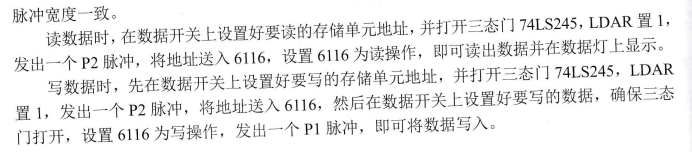 脉冲宽度一致。
读数据时，在数据开关上设置好要读的存储单元地址，并打开三态门 74LS245，LDAR 置 1，
发出一个 P2 脉冲，将地址送入 6116，设置 6116 为读操作，即可读出数据并在数据灯上显示。
写数据时，先在数据开关上设置好要写的存储单元地址，并打开三态门 74LS245，LDAR
置 1，发出一个 P2 脉冲，将地址送入 6116，然后在数据开关上设置好要写的数据，确保三态
门打开，设置 6116 为写操作，发出一个 P1 脉冲，即可将数据写入。